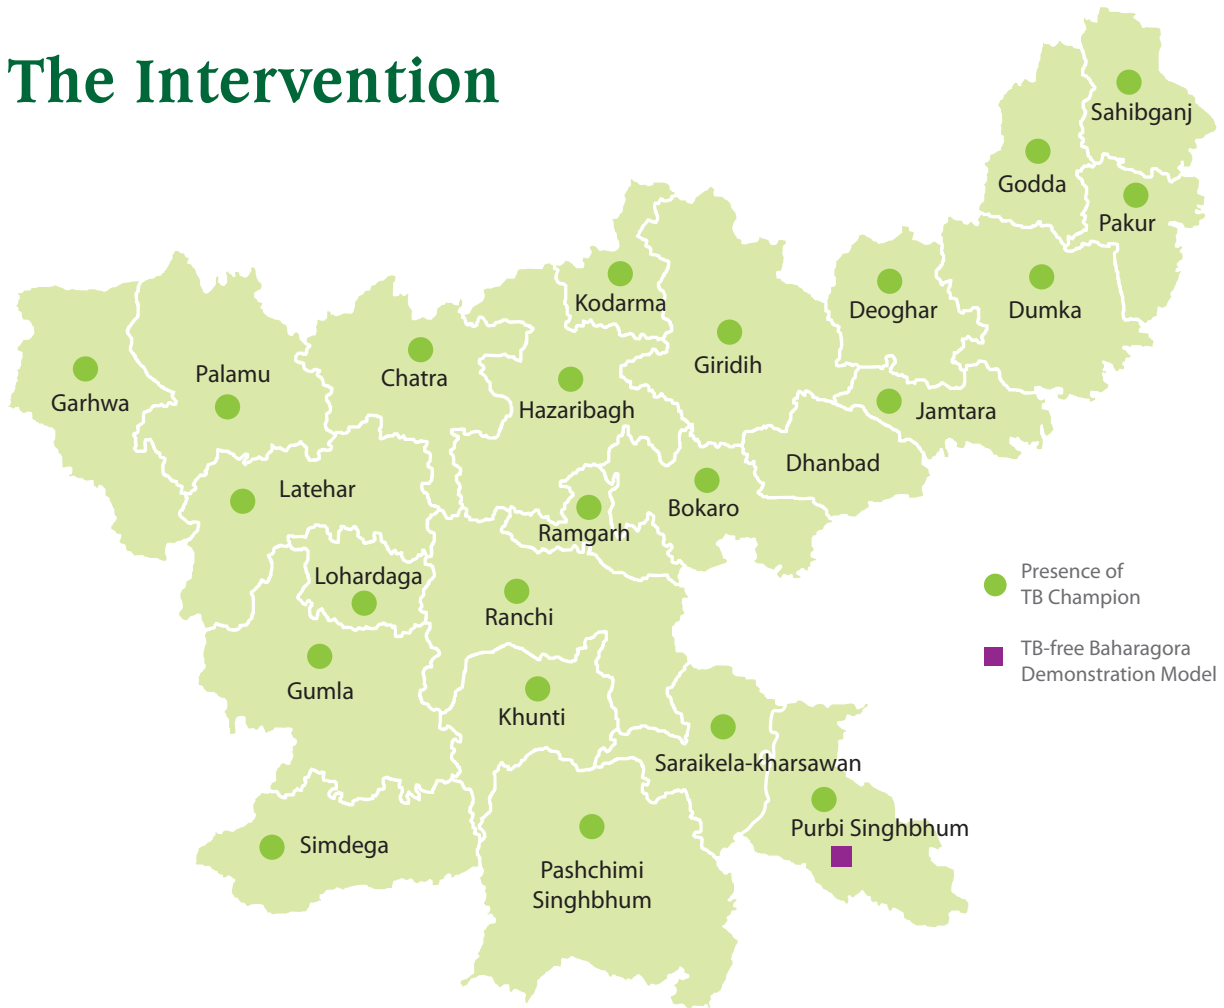 The Intervention
Sahibganj
Godda
Pakur
Kodarma
Deoghar
Dumka
Giridih
Palamu
Chatra
Garhwa
Hazaribagh
Jamtara
Dhanbad
Latehar
Bokaro
Ramgarh
Lohardaga
Ranchi
Gumla
Khunti
Saraikela-kharsawan
Purbi Singhbhum
Simdega
Pashchimi
Singhbhum
Presence of
TB Champion
TB-free Baharagora
Demonstration Model